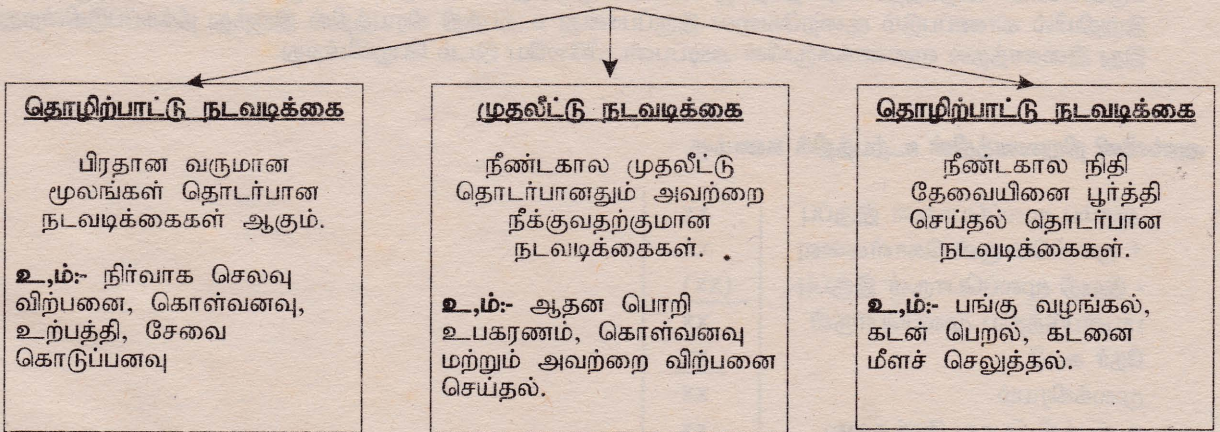 தொழிற்பாட்டு நடவடிக்கை
பிரதான வருமான
மூலங்கள் தொடர்பான
நடவடிக்கைகள் ஆகும்.
உ,ம்:- நிர்வாக செலவு
விற்பனை, கொள்வனவு,
உற்பத்தி, சேவை
கொடுப்பனவு
முதலீட்டு நடவடிக்கை
நீண்டகால முதலீட்டு
தொடர்பானதும் அவற்றை
நீக்குவதற்குமான
நடவடிக்கைகள்.
உ,ம்:- ஆதன பொறி
உபகரணம், கொள்வனவு
மற்றும் அவற்றை விற்பனை
செய்தல்.
தொழிற்பாட்டு நடவடிக்கை
நீண்டகால நிதி
தேவையினை பூர்த்தி
செய்தல் தொடர்பான
நடவடிக்கைகள்.
உ,ம்:- பங்கு வழங்கல்,
கடன் பெறல், கடனை
மீளச் செலுத்தல்.